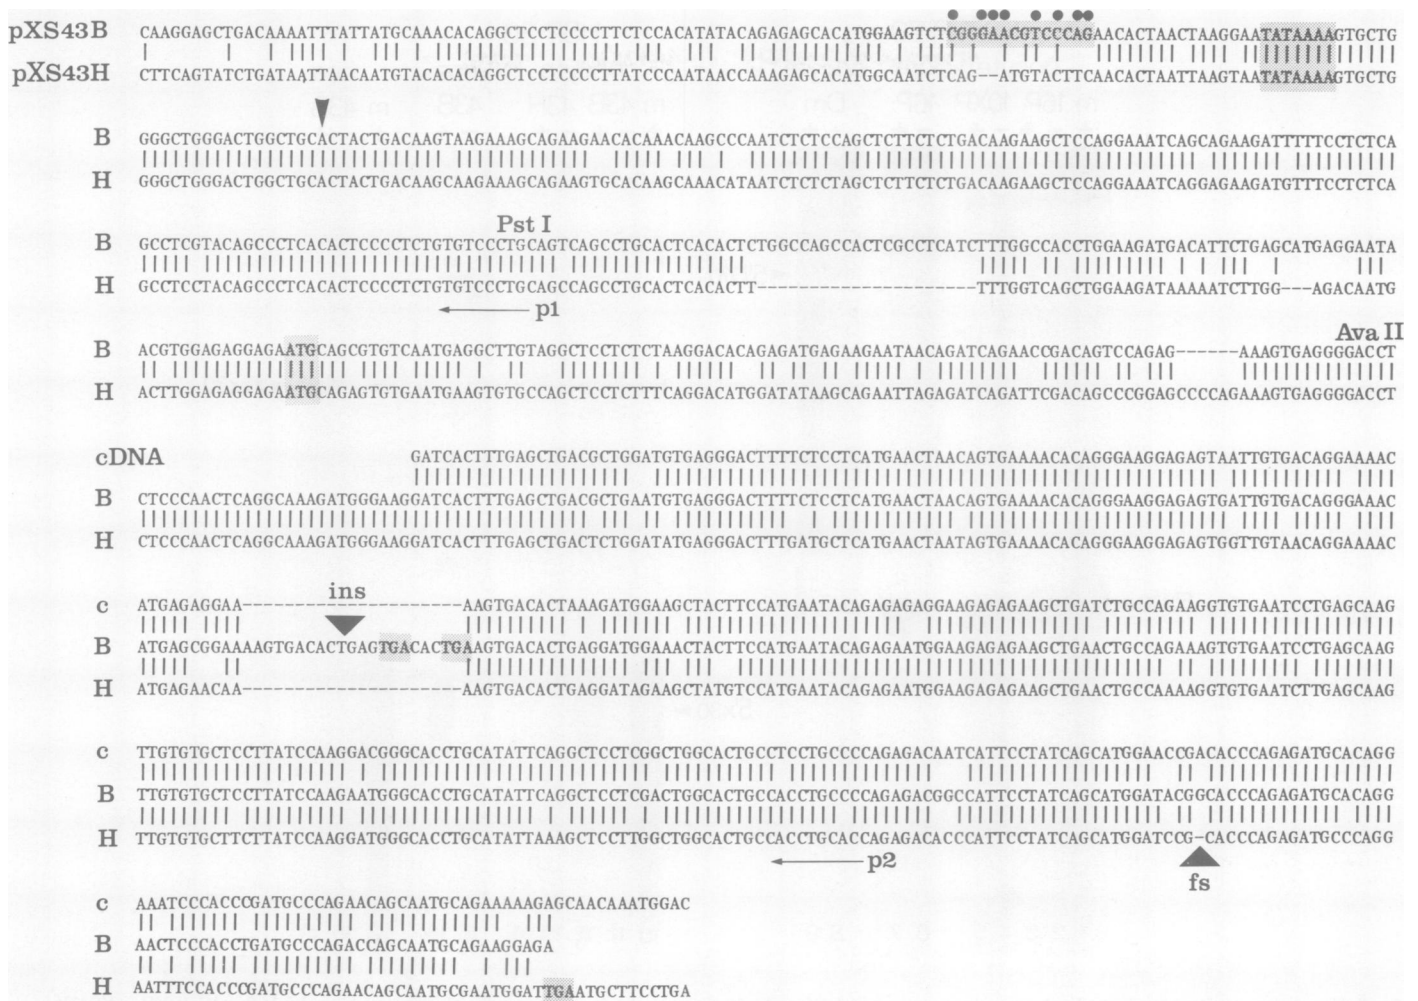 pXS43B CAAGGAGCTGACAAAATTTATTATGCAAACACAGGCTCCTCCCCTTCTCCACATATACAGAGAGCACATGGAAGTCTCGGGAACGTCCCAGAACACTAACTAAGGAATATAAAAGTGCTG
pXS43H CTTCAGTATCTGATAATTAACAATGTACACACAGGCTCCTCCCCTTATCCCAATAACCAAAGAGCACATGGCAATCTCAG--ATGTACTTCAACACTAATTAAGTAATATAAAAGTGCTG
B GGGCTGGGACTGGCTGCACTACTGACAAGTAAGAAAGCAGAAGAACACAAACAAGCCCAATCTCTCCAGCTCTTCTCTGACAAGAAGCTCCAGGAAATCAGCAGAAGATTTTTCCTCTCA
H GGGCTGGGACTGGCTGCACTACTGACAAGCAAGAAAGCAGAAGTGCACAAGCAAACATAATCTCTCTAGCTCTTCTCTGACAAGAAGCTCCAGGAAATCAGGAGAAGATGTTTCCTCTCA
Pst I
B GCCTCGTACAGCCCTCACACTCCCCTCTGTGTCCCTGCAGTCAGCCTGCACTCACACTCTGGCCAGCCACTCGCCTCATCTTTGGCCACCTGGAAGATGACATTCTGAGCATGAGGAATA
H GCCTCCTACAGCCCTCACACTCCCCTCTGTGTCCCTGCAGCCAGCCTGCACTCACACTT---------------------TTTGGTCAGCTGGAAGATAAAAATCTTGG---AGACAATG
p1
Ava II
B ACGTGGAGAGGAGAATGCAGCGTGTCAATGAGGCTTGTAGGCTCCTCTCTAAGGACACAGAGATGAGAAGAATAACAGATCAGAACCGACAGTCCAGAG------AAAGTGAGGGGACCT
H ACTTGGAGAGGAGAATGCAGAGTGTGAATGAAGTGTGCCAGCTCCTCTTTCAGGACATGGATATAAGCAGAATTAGAGATCAGATTCGACAGCCCGGAGCCCCAGAAAGTGAGGGGACCT
cDNA GATCACTTTGAGCTGACGCTGGATGTGAGGGACTTTTCTCCTCATGAACTAACAGTGAAAACACAGGGAAGGAGAGTAATTGTGACAGGAAAAC
B CTCCCAACTCAGGCAAAGATGGGAAGGATCACTTTGAGCTGACGCTGAATGTGAGGGACTTTTCTCCTCATGAACTAACAGTGAAAACACAGGGAAGGAGAGTGATTGTGACAGGGAAAC
H CTCCCAACTCAGGCAAAGATGGGAAGGATCACTTTGAGCTGACTCTGGATATGAGGGACTTTGATGCTCATGAACTAATAGTGAAAACACAGGGAAGGAGAGTGGTTGTAACAGGAAAAC
ins
c ATGAGAGGAA---------------------AAGTGACACTAAAGATGGAAGCTACTTCCATGAATACAGAGAGAGGAAGAGAGAAGCTGATCTGCCAGAAGGTGTGAATCCTGAGCAAG
B ATGAGCGGAAAAGTGACACTGAGTGACACTGAAGTGACACTGAGGATGGAAACTACTTCCATGAATACAGAGAATGGAAGAGAGAAGCTGAACTGCCAGAAAGTGTGAATCCTGAGCAAG
H ATGAGAACAA---------------------AAGTGACACTGAGGATAGAAGCTATGTCCATGAATACAGAGAATGGAAGAGAGAAGCTGAACTGCCAAAAGGTGTGAATCTTGAGCAAG
c TTGTGTGCTCCTTATCCAAGGACGGGCACCTGCATATTCAGGCTCCTCGGCTGGCACTGCCTCCTGCCCCAGAGACAATCATTCCTATCAGCATGGAACCGACACCCAGAGATGCACAGG
B TTGTGTGCTCCTTATCCAAGAATGGGCACCTGCATATTCAGGCTCCTCGACTGGCACTGCCACCTGCCCCAGAGACGGCCATTCCTATCAGCATGGATACGGCACCCAGAGATGCACAGG
H TTGTGTGCTTCTTATCCAAGGATGGGCACCTGCATATTAAAGCTCCTTGGCTGGCACTGCCACCTGCACCAGAGACACCCATTCCTATCAGCATGGATCCG-CACCCAGAGATGCCCAGG
p2
fs
c AAATCCCACCCGATGCCCAGAACAGCAATGCAGAAAAAGAGCAACAAATGGAC
B AACTCCCACCTGATGCCCAGACCAGCAATGCAGAAGGAGA
H AATTTCCACCCGATGCCCAGAACAGCAATGCGAATGGATTGAATGCTTCCTGA